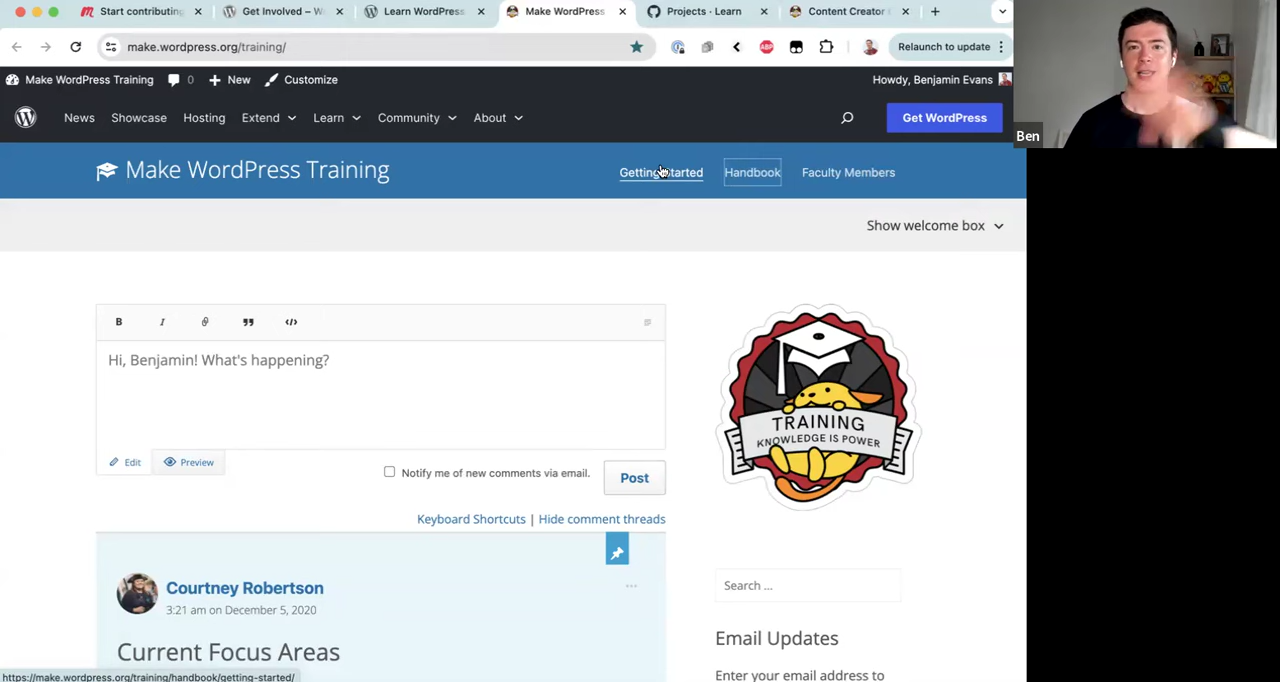 Start contributing
Get Involved – W
Learn WordPress
Make WordPress
Projects · Learn
Content Creator
make.wordpress.org/training/
ABP
Relaunch to update
Make WordPress Training
0
New
Customize
Howdy, Benjamin Evans
News
Showcase
Hosting
Extend
Learn
Community
About
Get WordPress
Ben
Make WordPress Training
Getting Started
Handbook
Faculty Members
Show welcome box
B
I
Hi, Benjamin! What's happening?
Edit
Preview
Notify me of new comments via email.
Post
Keyboard Shortcuts | Hide comment threads
TRAINING
KNOWLEDGE IS POWER
Courtney Robertson
3:21 am on December 5, 2020
Current Focus Areas
Search ...
Email Updates
Enter your email address to
https://make.wordpress.org/training/handbook/getting-started/